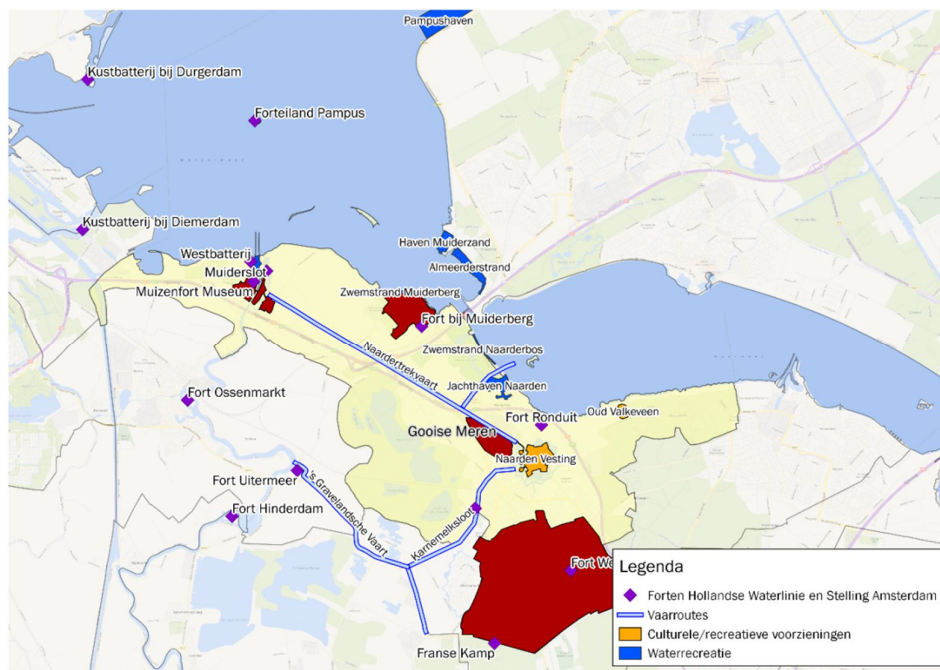 Pampushaven
Kustbatterij bij Durgerdam
Forteiland Pampus
Kustbatterij bij Diemerdam
Haven Muiderzand
Westbatterij
Almeerderstrand
Muiderslot
Muizenfort Museum
Zwemstrand Muiderberg
Fort bij Muiderberg
Zwemstrand Naarderbos
Naardertrekvaart
Jachthaven Naarden
Fort Ossenmarkt
Oud Valkeveen
Fort Ronduit
Gooise Meren
Naarden Vesting
Fort Uitermeer
's Gravelandsche Vaart
Fort Hinderdam
Karnemelksloot
Fort We
Franse Kamp
Legenda
Forten Hollandse Waterlinie en Stelling Amsterdam
Vaarroutes
Culturele/recreatieve voorzieningen
Waterrecreatie